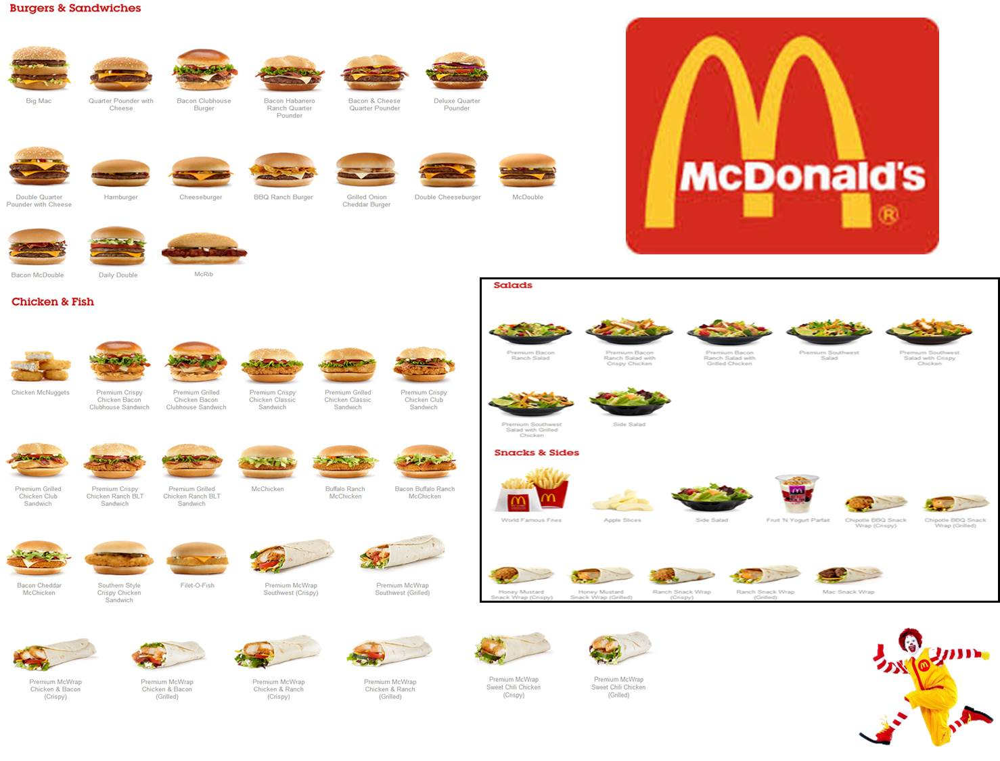 Burgers & Sandwiches
Big Mac
Quarter Pounder with
Cheese
Bacon Clubhouse
Burger
Bacon Habanero
Ranch Quarter
Pounder
Bacon & Cheese
Quarter Pounder
Deluxe Quarter
Pounder
McDonald's
®
Double Quarter
Pounder with Cheese
Hamburger
Cheeseburger
BBQ Ranch Burger
Grilled Onion
Cheddar Burger
Double Cheeseburger
McDouble
Bacon McDouble
Daily Double
McRib
Chicken & Fish
Chicken McNuggets
Premium Crispy
Chicken Bacon
Clubhouse Sandwich
Premium Grilled
Chicken Bacon
Clubhouse Sandwich
Premium Crispy
Chicken Classic
Sandwich
Premium Grilled
Chicken Classic
Sandwich
Premium Crispy
Chicken Club
Sandwich
Premium Grilled
Chicken Club
Sandwich
Premium Crispy
Chicken Ranch BLT
Sandwich
Premium Grilled
Chicken Ranch BLT
Sandwich
McChicken
Buffalo Ranch
McChicken
Bacon Buffalo Ranch
McChicken
Bacon Cheddar
McChicken
Southern Style
Crispy Chicken
Sandwich
Filet-O-Fish
Premium McWrap
Southwest (Crispy)
Premium McWrap
Southwest (Grilled)
Premium McWrap
Chicken & Bacon
(Crispy)
Premium McWrap
Chicken & Bacon
(Grilled)
Premium McWrap
Chicken & Ranch
(Crispy)
Premium McWrap
Chicken & Ranch
(Grilled)
Premium McWrap
Sweet Chili Chicken
(Crispy)
Premium McWrap
Sweet Chili Chicken
(Grilled)
Salads
Premium Bacon
Ranch Salad
Premium Bacon
Ranch Salad with
Crispy Chicken
Premium Bacon
Ranch Salad with
Grilled Chicken
Premium Southwest
Salad
Premium Southwest
Salad with Crispy
Chicken
Premium Southwest
Salad with Grilled
Chicken
Side Salad
Snacks & Sides
World Famous Fries
Apple Slices
Side Salad
Fruit 'N Yogurt Parfait
Chipotle BBQ Snack
Wrap (Crispy)
Chipotle BBQ Snack
Wrap (Grilled)
Honey Mustard
Snack Wrap (Crispy)
Honey Mustard
Snack Wrap (Grilled)
Ranch Snack Wrap
(Crispy)
Ranch Snack Wrap
(Grilled)
Mac Snack Wrap